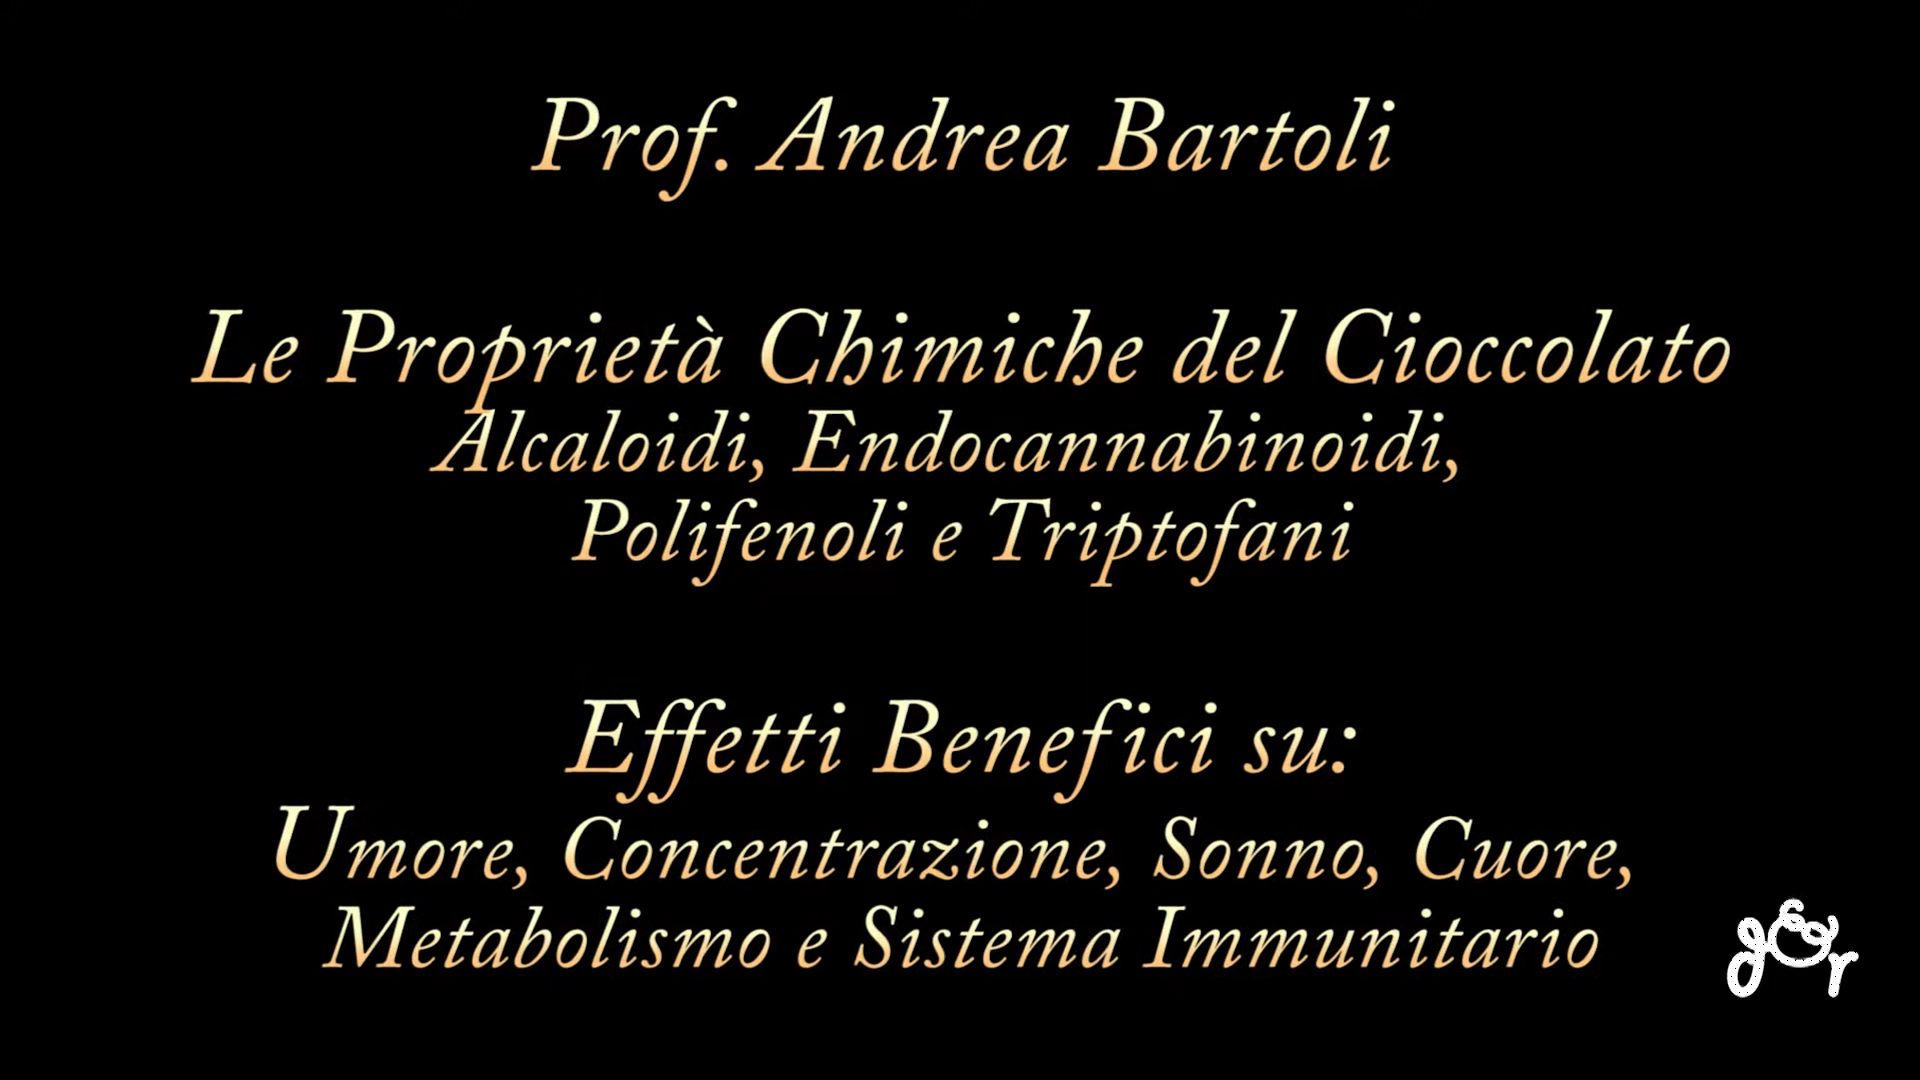 Prof. Andrea Bartoli
Le Proprietà Chimiche del Cioccolato
Alcaloidi, Endocannabinoidi,
Polifenoli e Triptofani
Effetti Benefici su:
Umore, Concentrazione, Sonno, Cuore,
Metabolismo e Sistema Immunitario